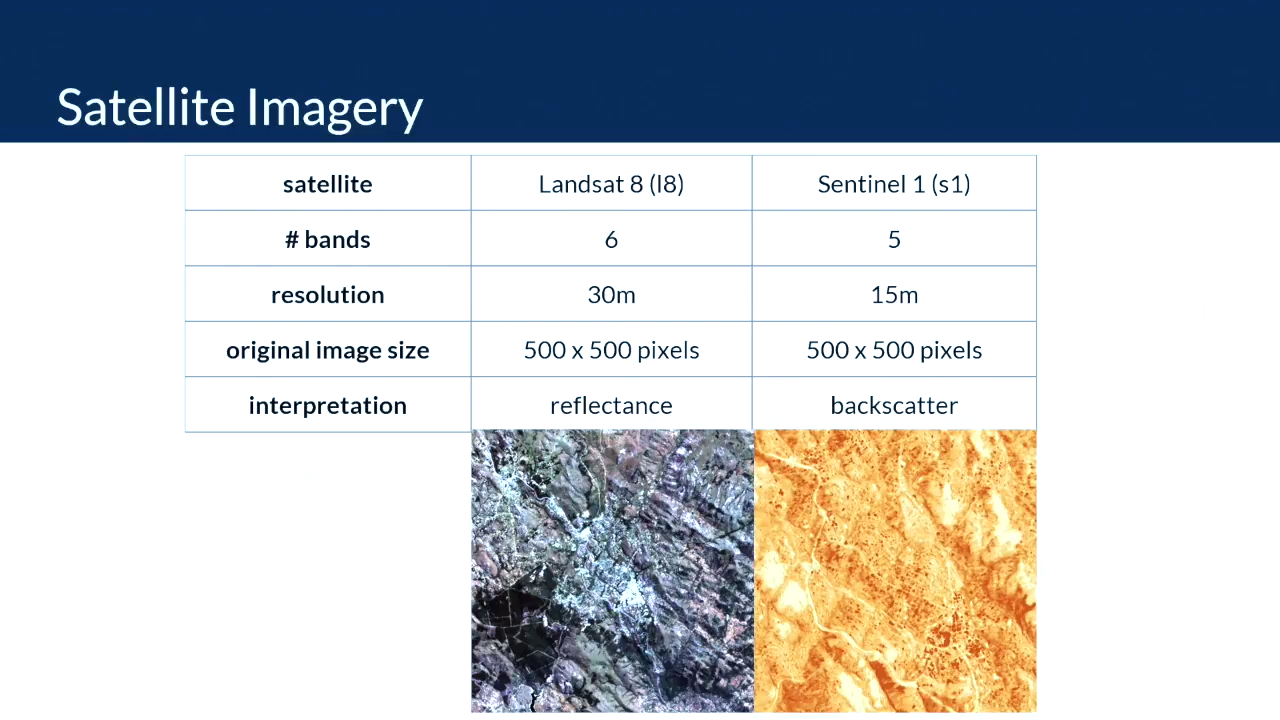 Satellite Imagery
satellite Landsat 8 (l8) Sentinel 1 (s1)
# bands 6 5
resolution 30m 15m
original image size 500 x 500 pixels 500 x 500 pixels
interpretation reflectance backscatter